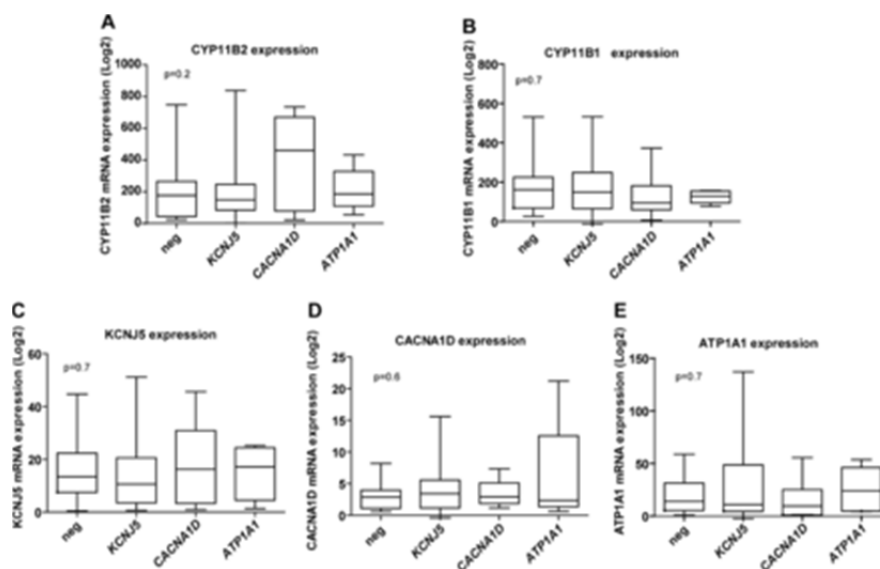 A
CYP11B2 expression
CYP11B2 mRNA expression (Log2)
1000
800
600
400
200
0
p=0.2
neg
KCNJ5
CACNA1D
ATP1A1
B
CYP11B1 expression
CYP11B1 mRNA expression (Log2)
800
600
400
200
0
p=0.7
neg
KCNJ5
CACNA1D
ATP1A1
C
KCNJ5 expression
KCNJ5 mRNA expression (Log2)
60
40
20
0
p=0.7
neg
KCNJ5
CACNA1D
ATP1A1
D
CACNA1D expression
CACNA1D mRNA expression (Log2)
25
20
15
10
5
0
p=0.6
neg
KCNJ5
CACNA1D
ATP1A1
E
ATP1A1 expression
ATP1A1 mRNA expression (Log2)
150
100
50
0
p=0.7
neg
KCNJ5
CACNA1D
ATP1A1